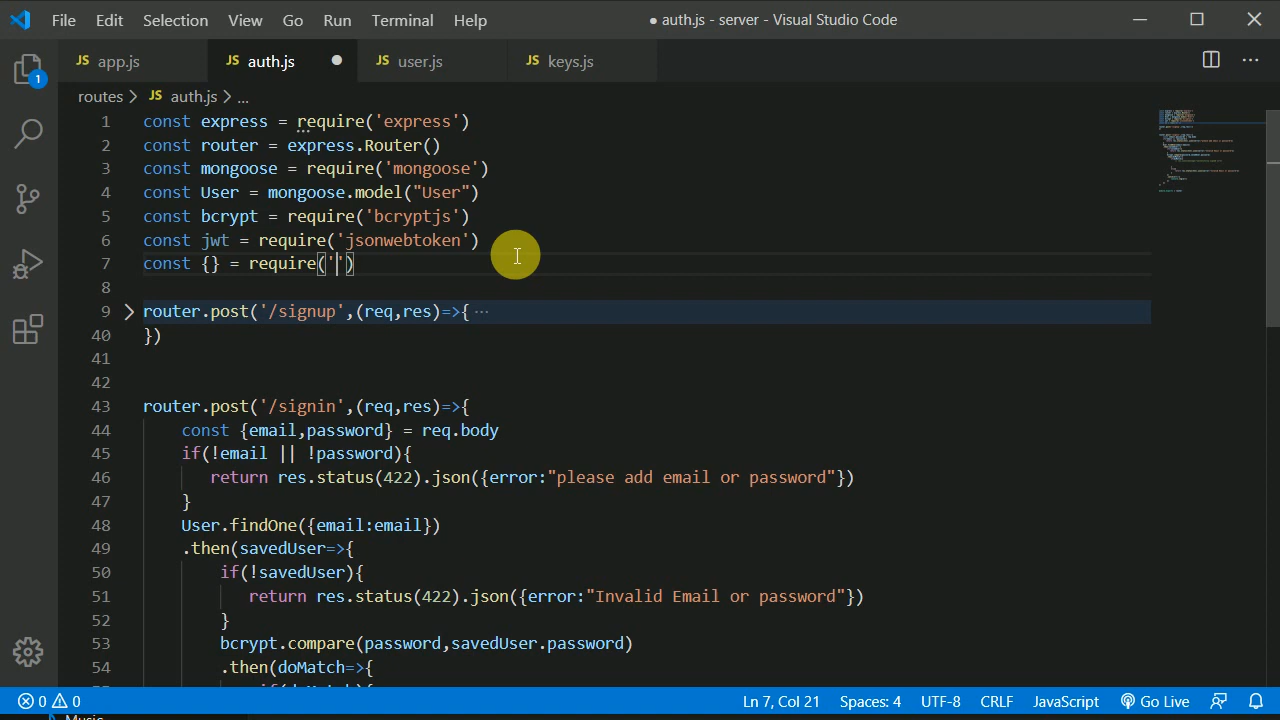 File Edit Selection View Go Run Terminal Help ● auth.js - server - Visual Studio Code
JS app.js JS auth.js JS user.js JS keys.js
1
routes > JS auth.js > ...
1 const express = require('express')
2 const router = express.Router()
3 const mongoose = require('mongoose')
4 const User = mongoose.model("User")
5 const bcrypt = require('bcryptjs')
6 const jwt = require('jsonwebtoken')
7 const {} = require('')
8
9 router.post('/signup',(req,res)=>{ ...
40 })
41
42
43 router.post('/signin',(req,res)=>{
44 const {email,password} = req.body
45 if(!email || !password){
46 return res.status(422).json({error:"please add email or password"})
47 }
48 User.findOne({email:email})
49 .then(savedUser=>{
50 if(!savedUser){
51 return res.status(422).json({error:"Invalid Email or password"})
52 }
53 bcrypt.compare(password,savedUser.password)
54 .then(doMatch=>{
0 0 Ln 7, Col 21 Spaces: 4 UTF-8 CRLF JavaScript Go Live